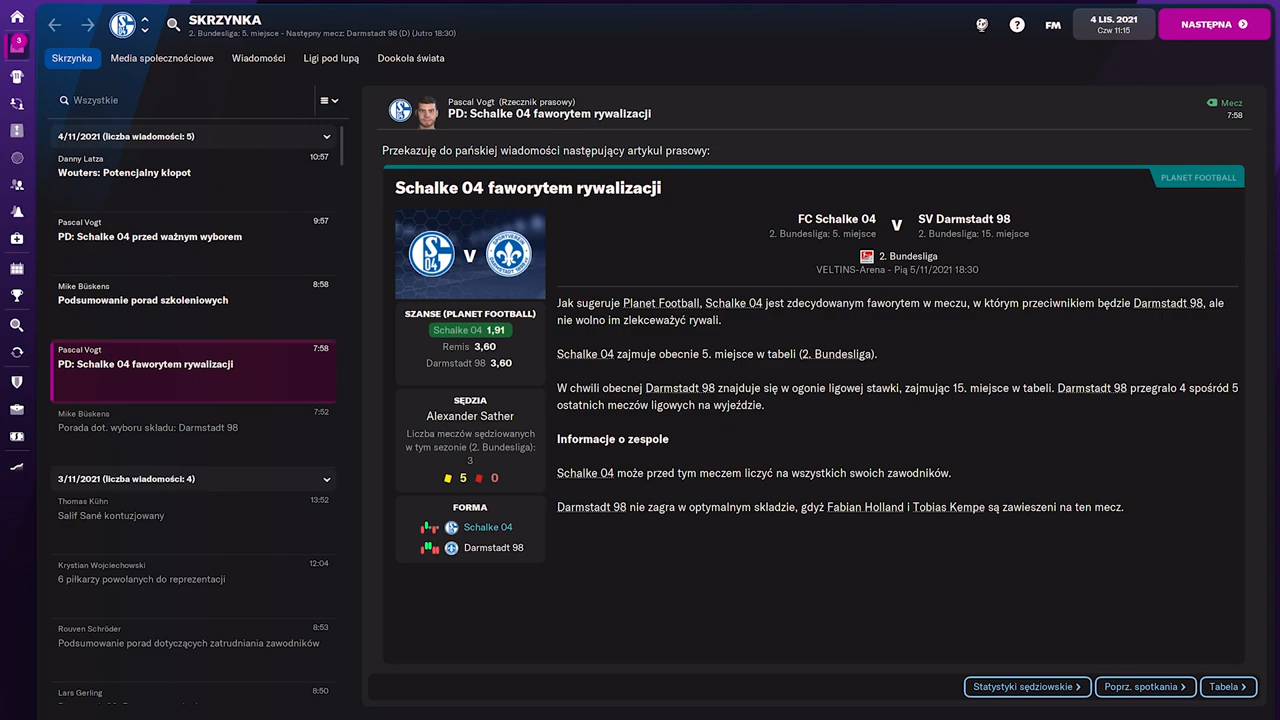 SKRZYNKA
2. Bundesliga: 5. miejsce - Następny mecz: Darmstadt 98 (D) (Jutro 18:30)
FM
4 LIS. 2021
Czw 11:15
NASTĘPNA
3
Skrzynka
Media społecznościowe
Wiadomości
Ligi pod lupą
Dookoła świata
Wszystkie
4/11/2021 (liczba wiadomości: 5)
Danny Latza
10:57
Wouters: Potencjalny kłopot
Pascal Vogt
9:57
PD: Schalke 04 przed ważnym wyborem
Mike Büskens
8:58
Podsumowanie porad szkoleniowych
Pascal Vogt
7:58
PD: Schalke 04 faworytem rywalizacji
Mike Büskens
7:52
Porada dot. wyboru składu: Darmstadt 98
3/11/2021 (liczba wiadomości: 4)
Thomas Kühn
13:52
Salif Sané kontuzjowany
Krystian Wojciechowski
12:04
6 piłkarzy powołanych do reprezentacji
Rouven Schröder
8:53
Podsumowanie porad dotyczących zatrudniania zawodników
Lars Gerling
8:50
Pascal Vogt (Rzecznik prasowy)
PD: Schalke 04 faworytem rywalizacji
Mecz
7:58
Przekazuję do pańskiej wiadomości następujący artykuł prasowy:
Schalke 04 faworytem rywalizacji
PLANET FOOTBALL
V
SZANSE (PLANET FOOTBALL)
Schalke 04 1,91
Remis 3,60
Darmstadt 98 3,60
SĘDZIA
Alexander Sather
Liczba meczów sędziowanych
w tym sezonie (2. Bundesliga):
3
5 0
FORMA
Schalke 04
Darmstadt 98
FC Schalke 04 v SV Darmstadt 98
2. Bundesliga: 5. miejsce 2. Bundesliga: 15. miejsce
2. Bundesliga
VELTINS-Arena - Pią 5/11/2021 18:30
Jak sugeruje Planet Football, Schalke 04 jest zdecydowanym faworytem w meczu, w którym przeciwnikiem będzie Darmstadt 98, ale
nie wolno im zlekceważyć rywali.
Schalke 04 zajmuje obecnie 5. miejsce w tabeli (2. Bundesliga).
W chwili obecnej Darmstadt 98 znajduje się w ogonie ligowej stawki, zajmując 15. miejsce w tabeli. Darmstadt 98 przegrało 4 spośród 5
ostatnich meczów ligowych na wyjeździe.
Informacje o zespole
Schalke 04 może przed tym meczem liczyć na wszystkich swoich zawodników.
Darmstadt 98 nie zagra w optymalnym składzie, gdyż Fabian Holland i Tobias Kempe są zawieszeni na ten mecz.
Statystyki sędziowskie
Poprz. spotkania
Tabela